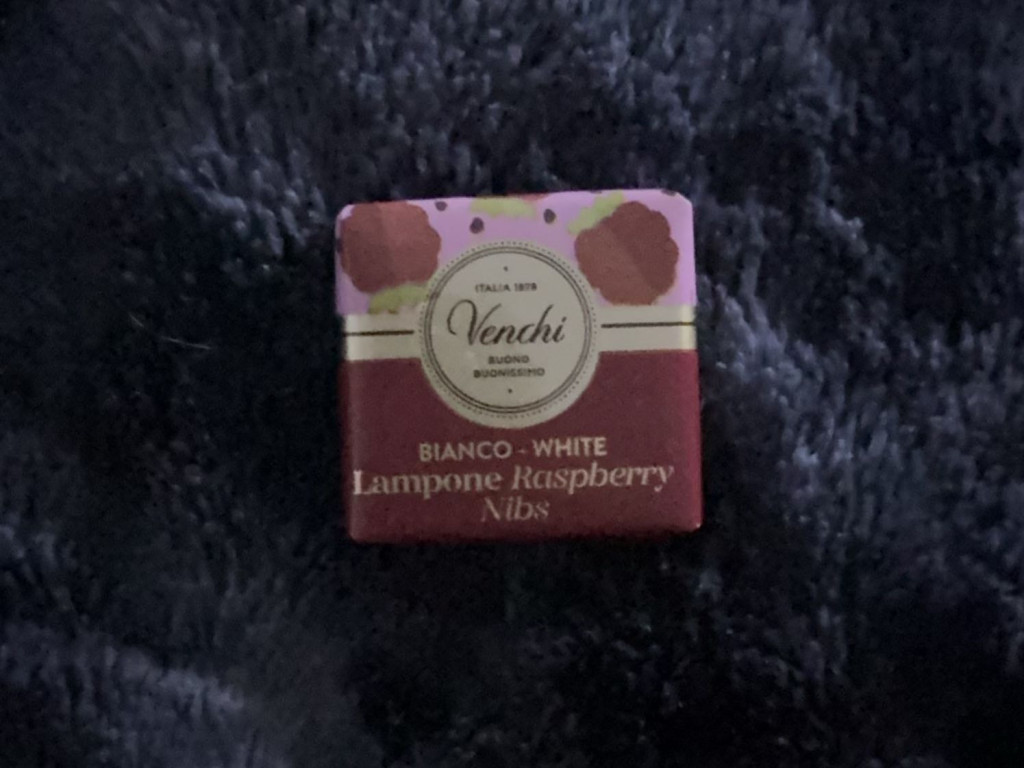 ITALIA 1878
Venchi
BUONO
BUONISSIMO
BIANCO - WHITE
Lampone Raspberry
Nibs